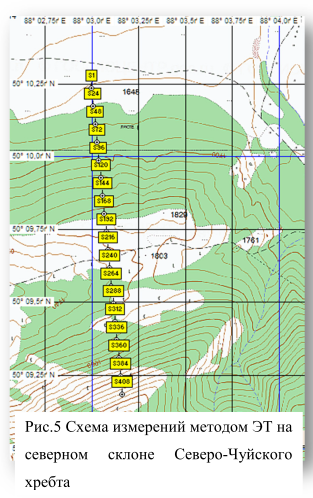 88° 02.75' E 88° 03.0' E 88° 03.25' E 88° 03.5' E 88° 03.75' E 88° 04.0' E
S1
50° 10.25' N
S24
1648
S48
S12
S36
50° 10.0' N
S120
S144
S168
S192
1829
50° 09.75' N
S216
1761
S240
1803
S264
S288
50° 09.5' N
S312
S336
S360
S384
50° 09.25' N
S408
Рис.5 Схема измерений методом ЭТ на
северном склоне Северо-Чуйского
хребта